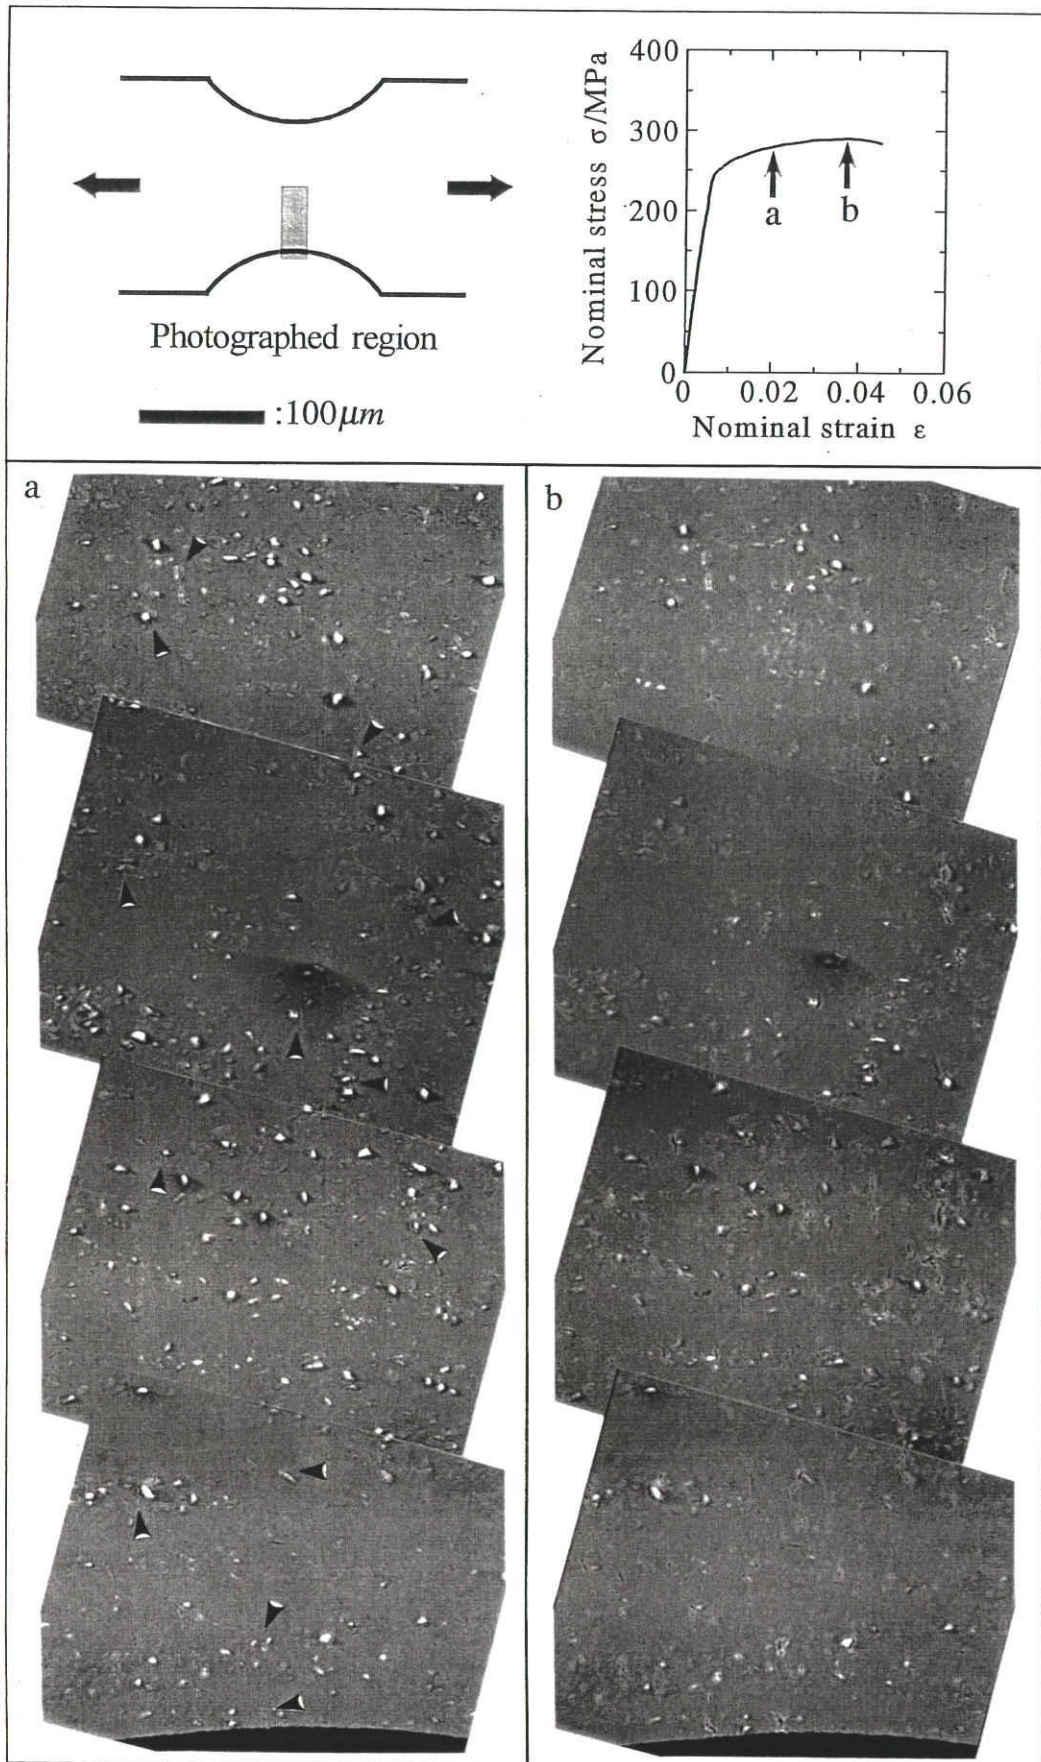 Photographed region
:100μm
Nominal stress σ/MPa
400
300
200
100
0
a
b
0
0.02
0.04
0.06
Nominal strain ε
a
b